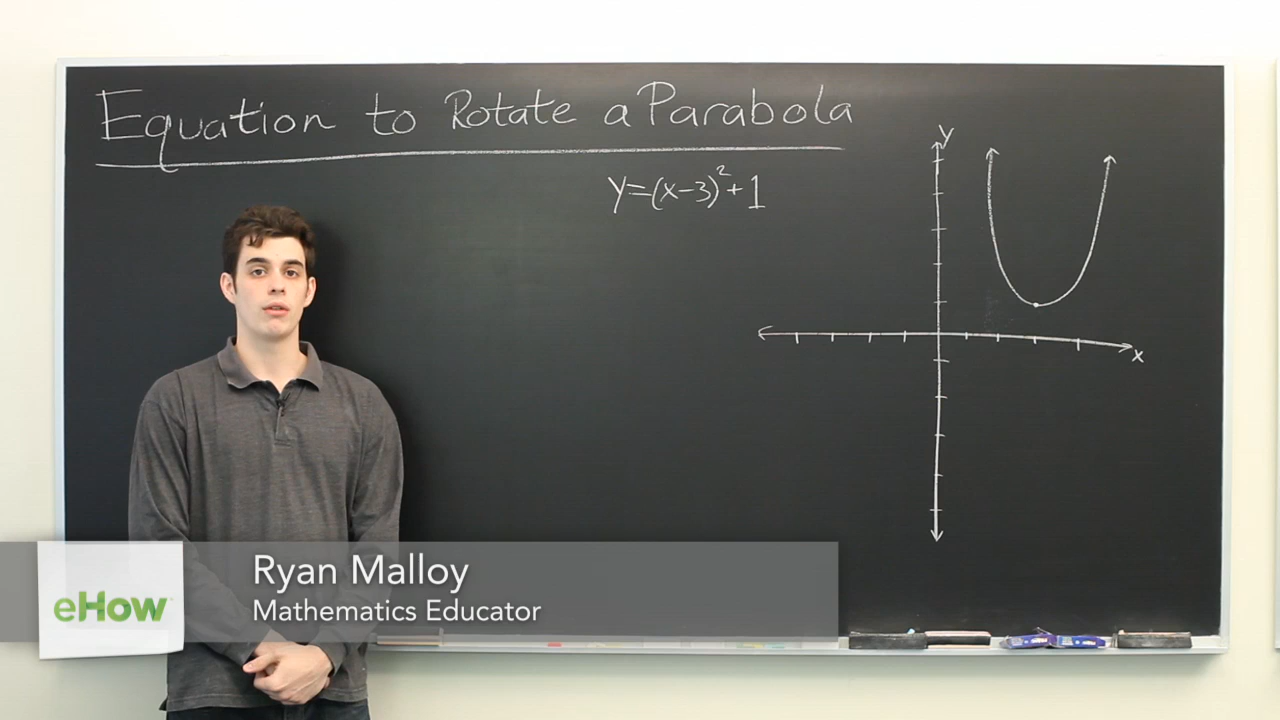 Equation to Rotate a Parabola
y=(x-3)²+1
y
x
Ryan Malloy
Mathematics Educator
eHow